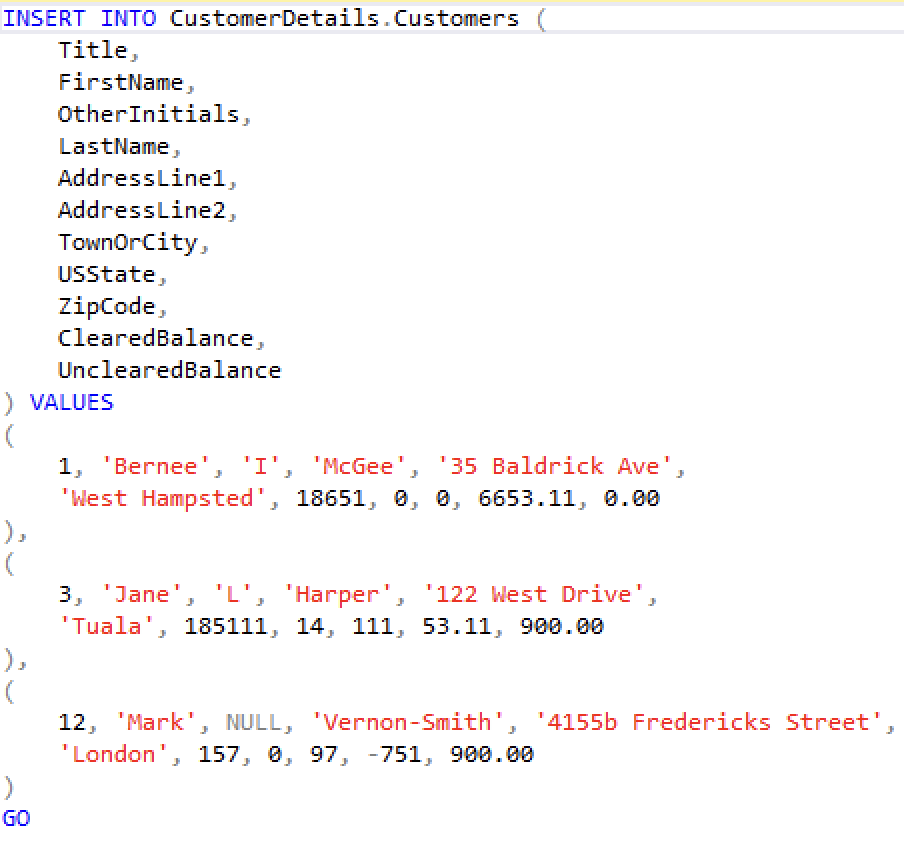 INSERT INTO CustomerDetails.Customers (
    Title,
    FirstName,
    OtherInitials,
    LastName,
    AddressLine1,
    AddressLine2,
    TownOrCity,
    USState,
    ZipCode,
    ClearedBalance,
    UnclearedBalance
) VALUES
(
    1, 'Bernee', 'I', 'McGee', '35 Baldrick Ave',
    'West Hampsted', 18651, 0, 0, 6653.11, 0.00
),
(
    3, 'Jane', 'L', 'Harper', '122 West Drive',
    'Tuala', 185111, 14, 111, 53.11, 900.00
),
(
    12, 'Mark', NULL, 'Vernon-Smith', '4155b Fredericks Street',
    'London', 157, 0, 97, -751, 900.00
)
GO